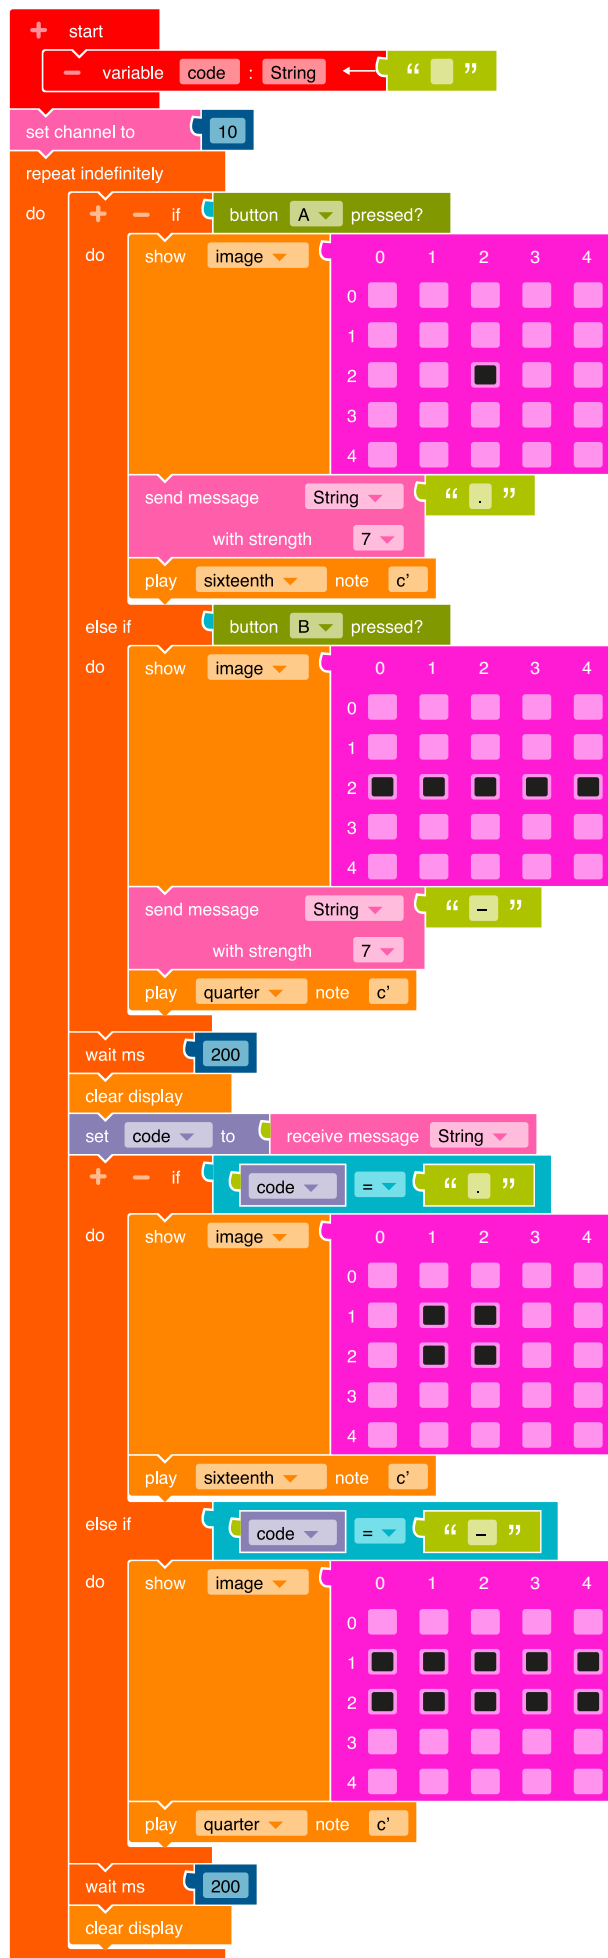 + start
– variable code : String “ ”
set channel to 10
repeat indefinitely
do + – if button A pressed?
do show image 0 1 2 3 4
0
1
2
3
4
send message String “ . ”
with strength 7
play sixteenth note c'
else if button B pressed?
do show image 0 1 2 3 4
0
1
2
3
4
send message String “ – ”
with strength 7
play quarter note c'
wait ms 200
clear display
set code to receive message String
+ – if code = “ . ”
do show image 0 1 2 3 4
0
1
2
3
4
play sixteenth note c'
else if code = “ – ”
do show image 0 1 2 3 4
0
1
2
3
4
play quarter note c'
wait ms 200
clear display